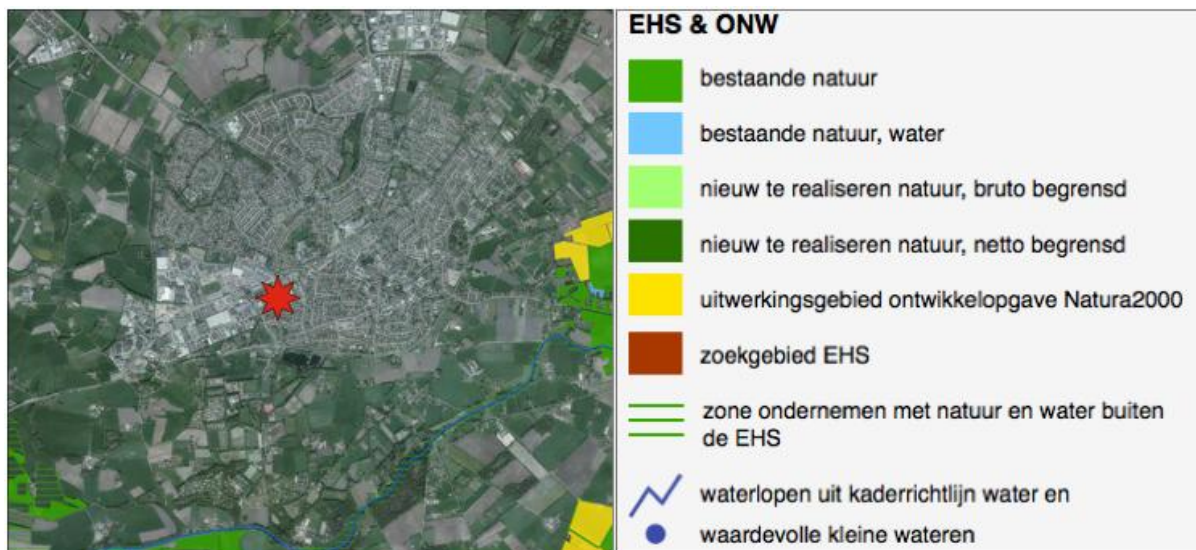 EHS & ONW
bestaande natuur
bestaande natuur, water
nieuw te realiseren natuur, bruto begrensd
nieuw te realiseren natuur, netto begrensd
uitwerkingsgebied ontwikkelopgave Natura2000
zoekgebied EHS
zone ondernemen met natuur en water buiten
de EHS
waterlopen uit kaderrichtlijn water en
waardevolle kleine wateren